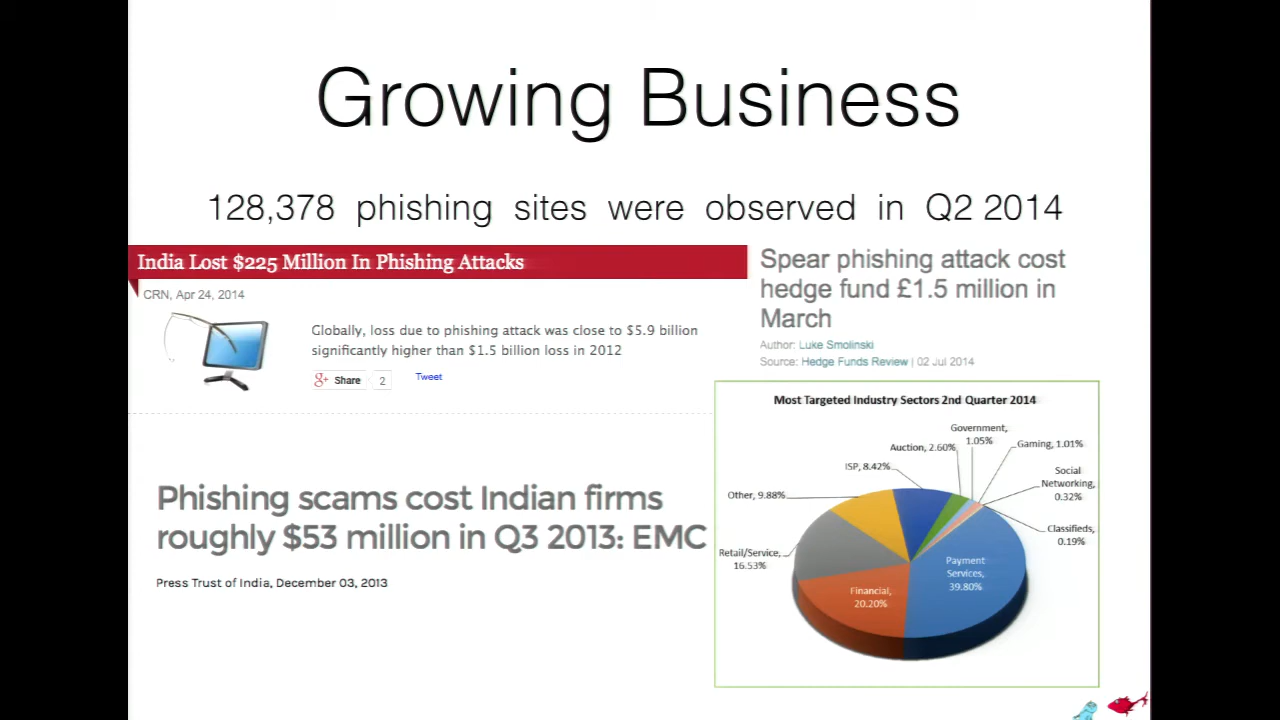 Growing Business
128,378 phishing sites were observed in Q2 2014
India Lost $225 Million In Phishing Attacks
CRN, Apr 24, 2014
Globally, loss due to phishing attack was close to $5.9 billion
significantly higher than $1.5 billion loss in 2012
g+ Share 2 Tweet
Spear phishing attack cost
hedge fund £1.5 million in
March
Author: Luke Smolinski
Source: Hedge Funds Review | 02 Jul 2014
Phishing scams cost Indian firms
roughly $53 million in Q3 2013: EMC
Press Trust of India, December 03, 2013
Most Targeted Industry Sectors 2nd Quarter 2014
Government,
1.05%
Gaming, 1.01%
Auction, 2.60%
ISP, 8.42%
Social
Networking,
0.32%
Other, 9.88%
Classifieds,
0.19%
Retail/Service,
16.53%
Payment
Services,
39.80%
Financial,
20.20%